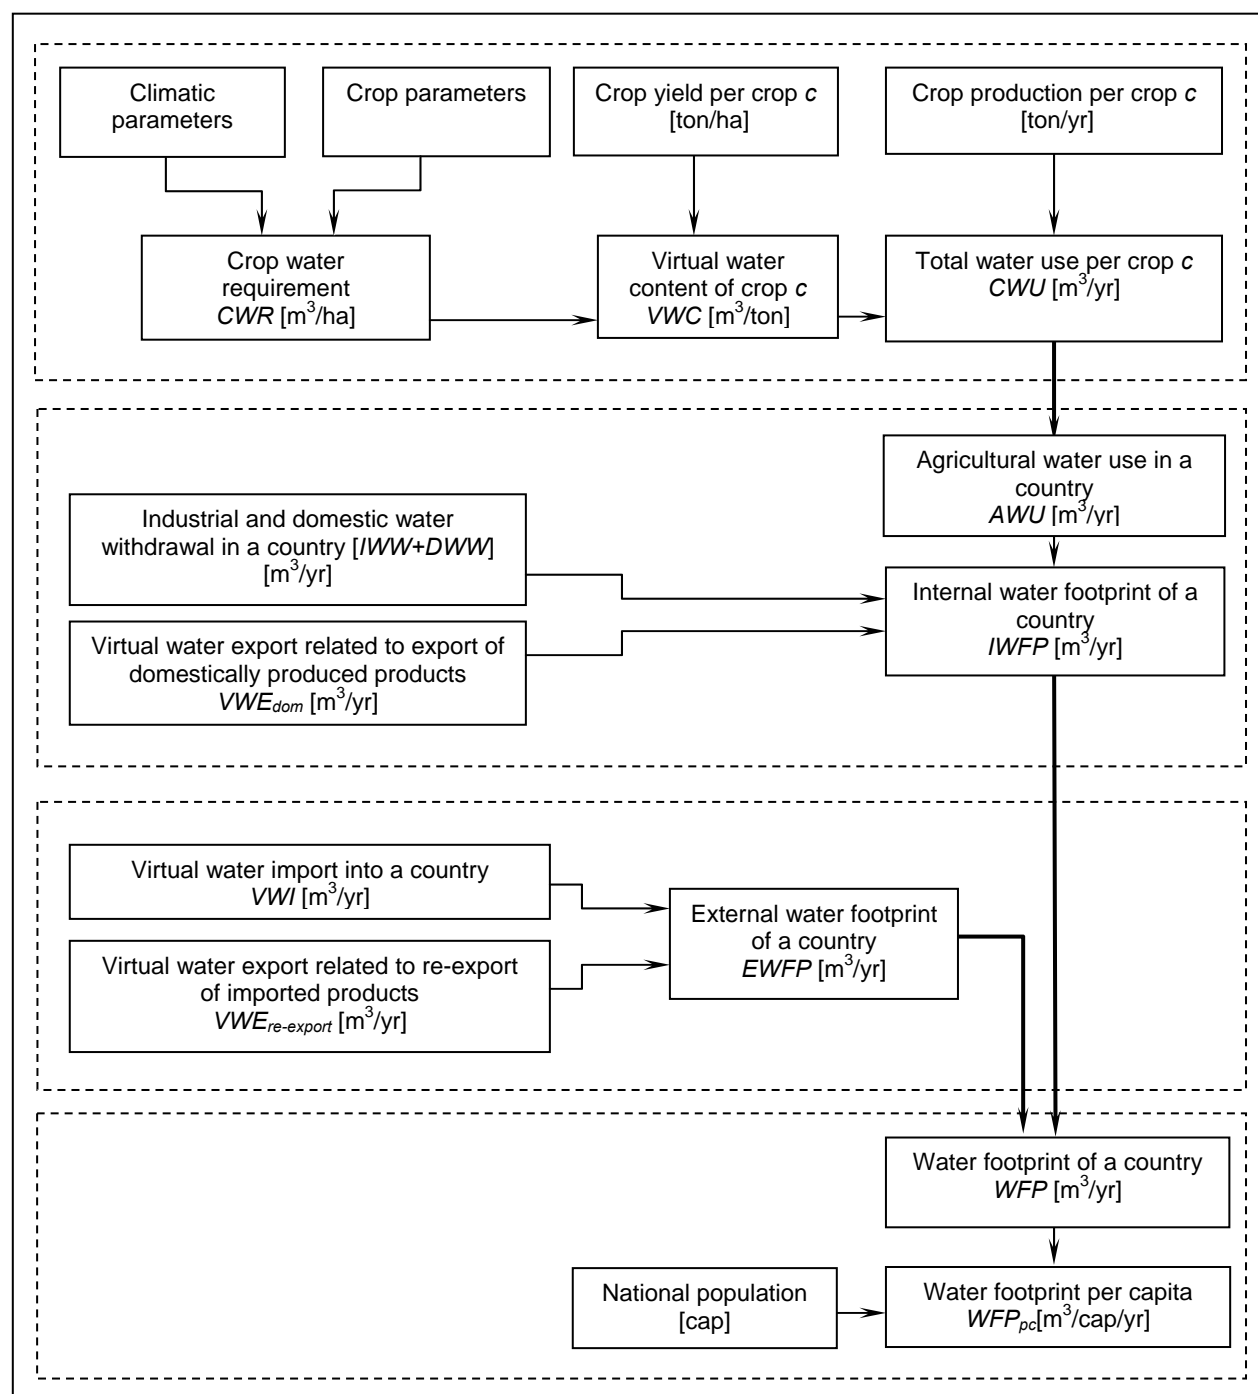 Climatic
parameters
Crop parameters
Crop yield per crop c
[ton/ha]
Crop production per crop c
[ton/yr]
Crop water
requirement
CWR [m³/ha]
Virtual water
content of crop c
VWC [m³/ton]
Total water use per crop c
CWU [m³/yr]
Agricultural water use in a
country
AWU [m³/yr]
Industrial and domestic water
withdrawal in a country [IWW+DWW]
[m³/yr]
Internal water footprint of a
country
IWFP [m³/yr]
Virtual water export related to export of
domestically produced products
VWE_dom [m³/yr]
Virtual water import into a country
VWI [m³/yr]
External water footprint
of a country
EWFP [m³/yr]
Virtual water export related to re-export
of imported products
VWE_re-export [m³/yr]
Water footprint of a country
WFP [m³/yr]
National population
[cap]
Water footprint per capita
WFP_pc[m³/cap/yr]